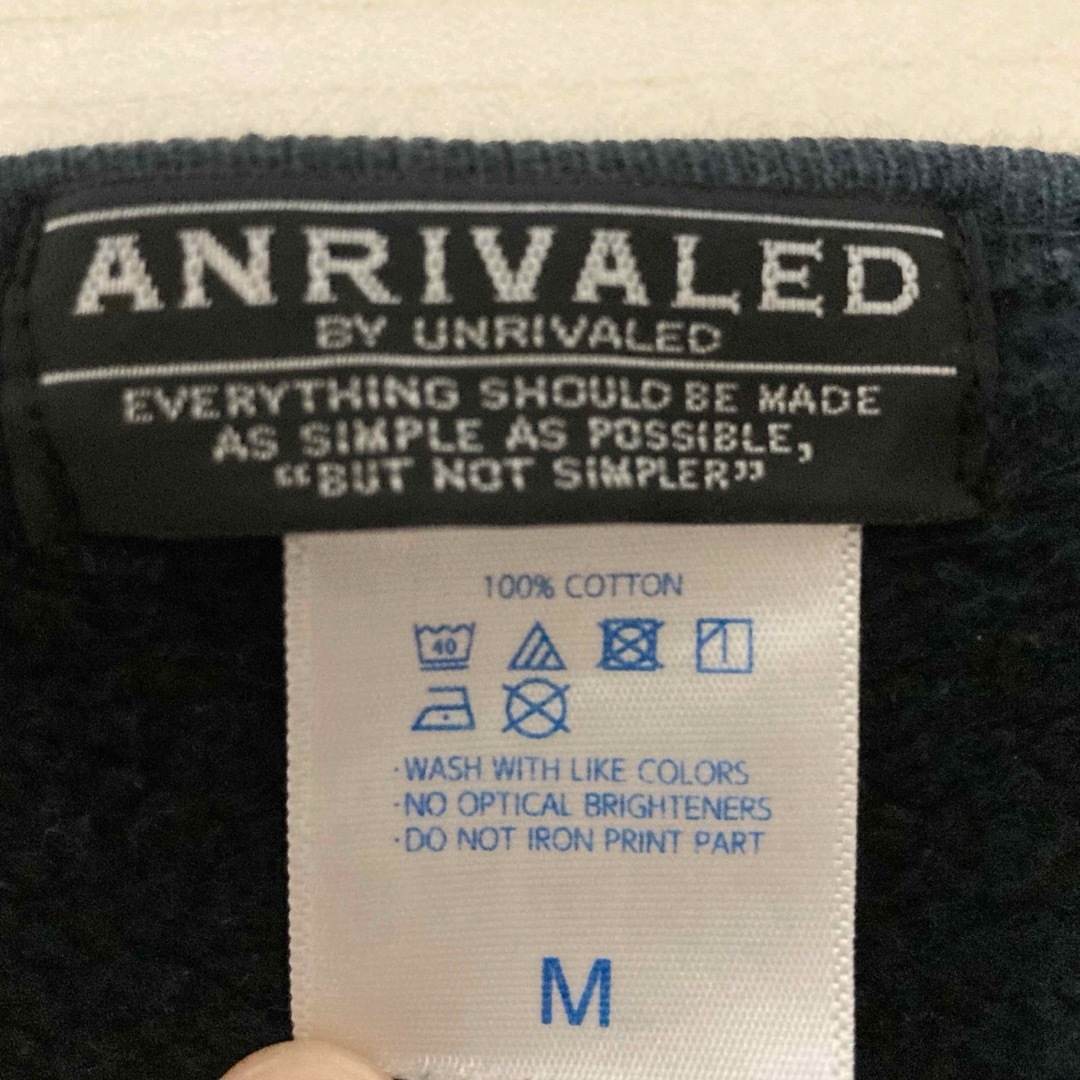 ANRIVALED
BY UNRIVALED
EVERYTHING SHOULD BE MADE
AS SIMPLE AS POSSIBLE,
“BUT NOT SIMPLER”
100% COTTON
40
·WASH WITH LIKE COLORS
·NO OPTICAL BRIGHTENERS
·DO NOT IRON PRINT PART
M